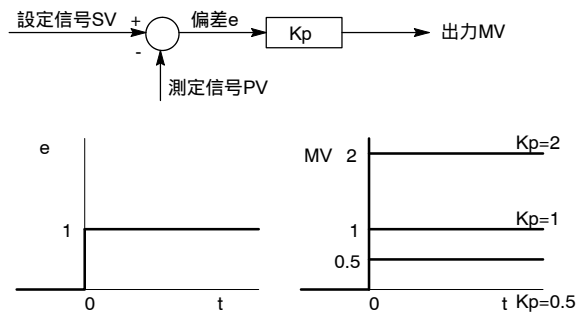 設定信号SV + 偏差e Kp 出力MV
-
測定信号PV
e
1
0 t
MV 2 Kp=2
1 Kp=1
0.5
0 t Kp=0.5